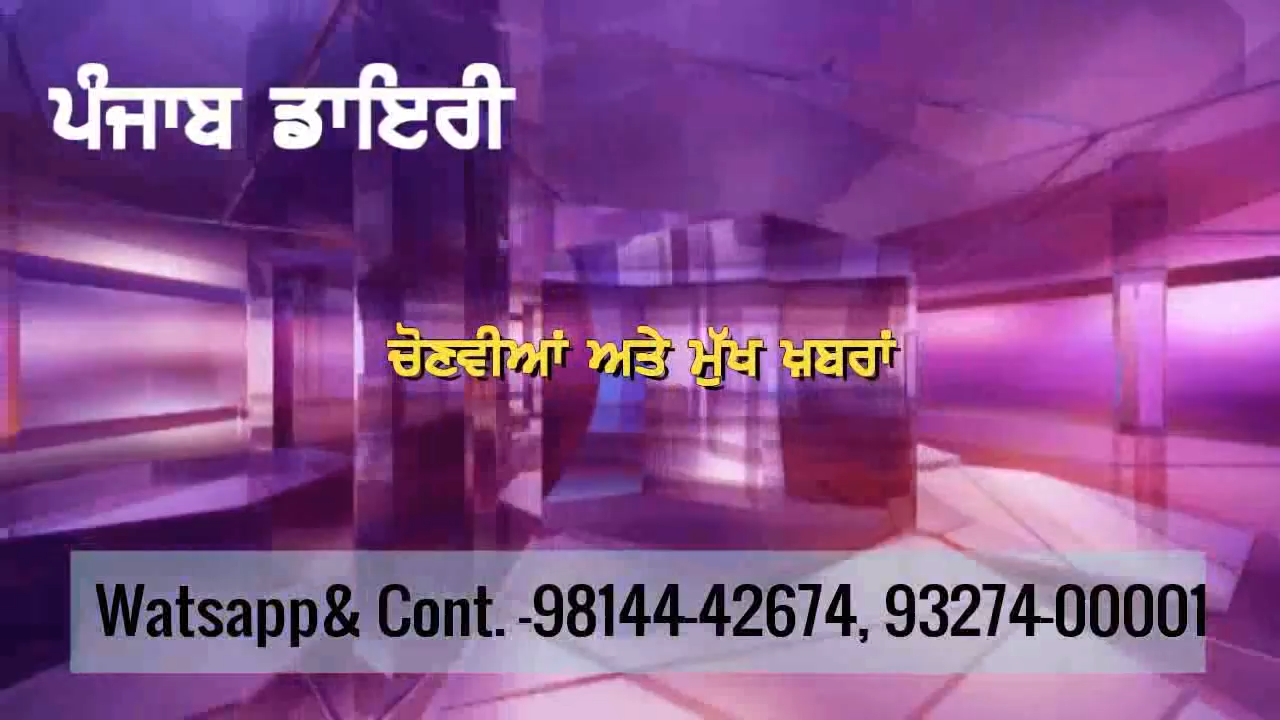 ਪੰਜਾਬ ਡਾਇਰੀ
ਚੋਣਵੀਆਂ ਅਤੇ ਮੁੱਖ ਖ਼ਬਰਾਂ
Watsapp& Cont. -98144-42674, 93274-00001